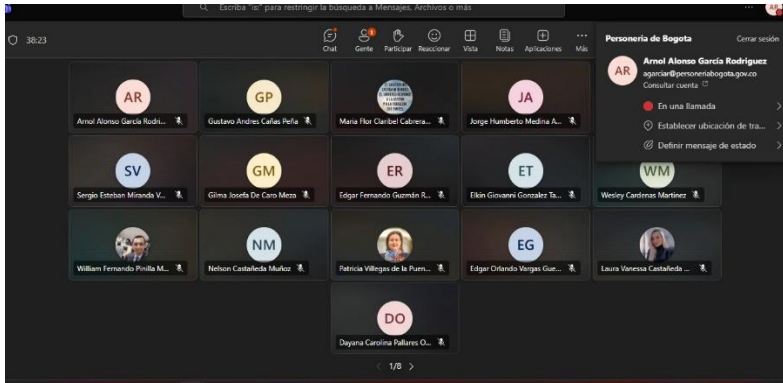 Escriba "is:" para restringir la búsqueda a Mensajes, Archivos o más
38:23
Chat Gente Participar Reaccionar Vista Notas Aplicaciones Más
Personeria de Bogota Cerrar sesión
AR
Arnol Alonso García Rodriguez
agarciar@personeriabogota.gov.co
Consultar cuenta
En una llamada
Establecer ubicación de tra...
Definir mensaje de estado
AR GP JA
Arnol Alonso García Rodri... Gustavo Andres Cañas Peña Maria Flor Claribel Cabrera... Jorge Humberto Medina A...
SV GM ER ET WM
Sergio Esteban Miranda V... Gilma Josefa De Caro Meza Edgar Fernando Guzmán R... Elkin Giovanni Gonzalez Ta... Wesley Cardenas Martinez
NM EG
William Fernando Pinilla M... Nelson Castañeda Muñoz Patricia Villegas de la Puen... Edgar Orlando Vargas Gue... Laura Vanessa Castañeda ...
DO
Dayana Carolina Pallares O...
1/8